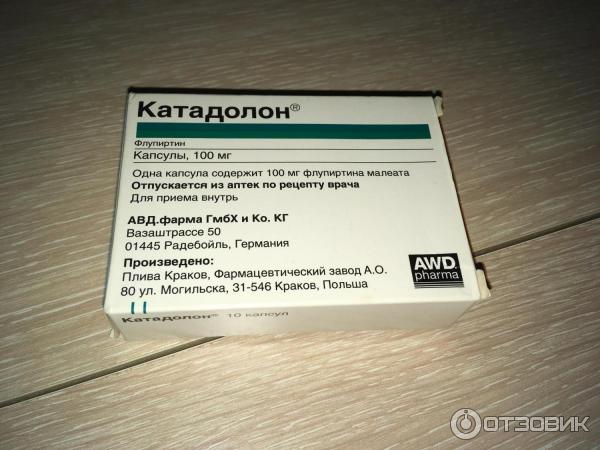 Катадолон®
Флупиртин
Капсулы, 100 мг
Одна капсула содержит 100 мг флупиртина малеата
Отпускается из аптек по рецепту врача
Для приема внутрь
АВД.фарма ГмбХ и Ко. КГ
Вазаштрассе 50
01445 Радебойль, Германия
Произведено:
Плива Краков, Фармацевтический завод А.О.
80 ул. Могильска, 31-546 Краков, Польша
AWD
pharma
Катадолон® 10 капсул
ОТЗОВИК